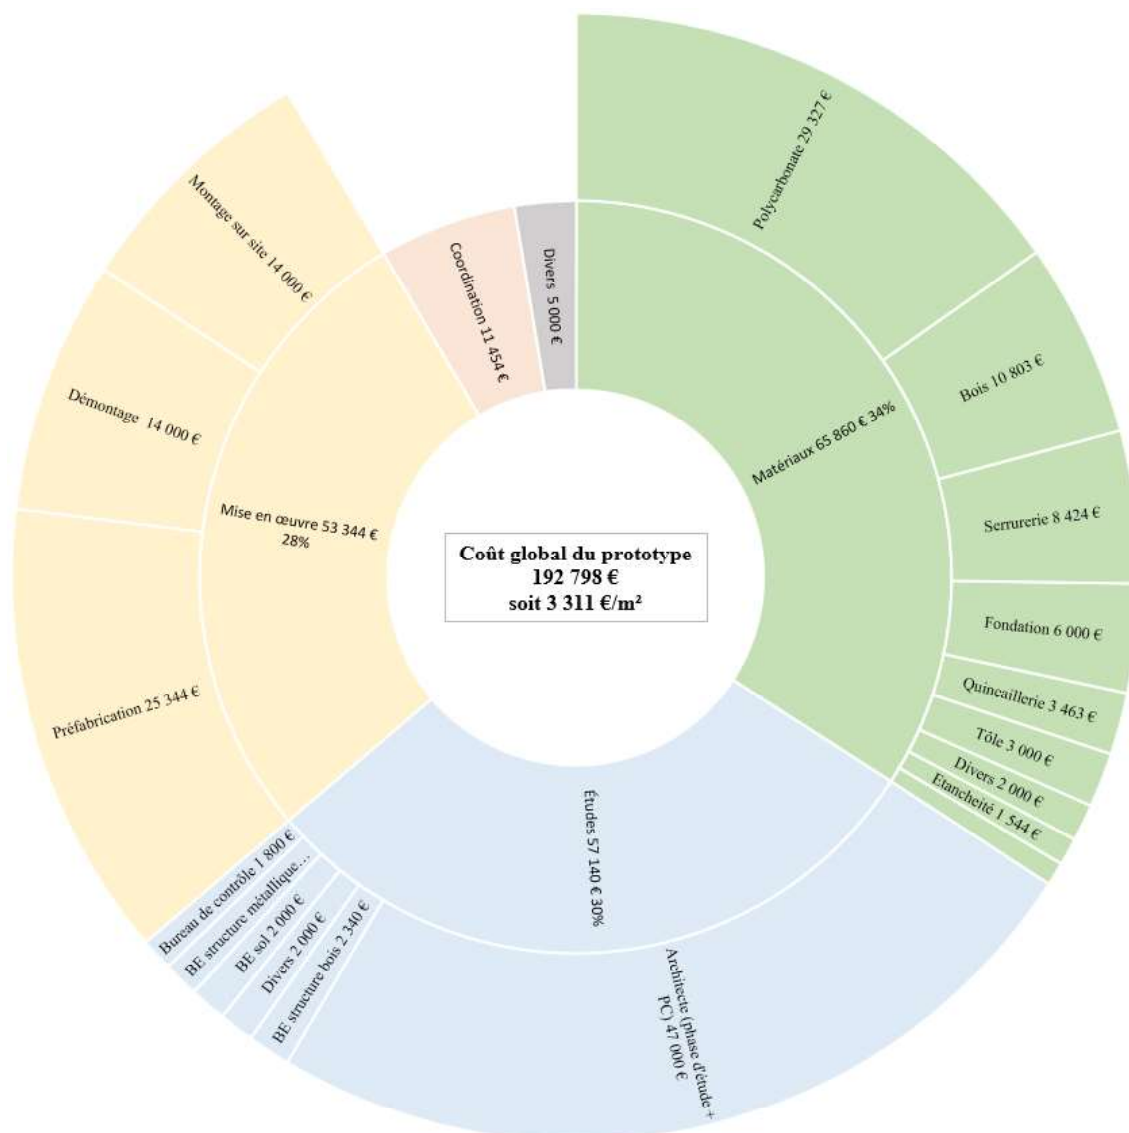 Coût global du prototype
192 798 €
soit 3 311 €/m²
Matériaux 65 860 € 34%
Polycarbonate 29 327 €
Bois 10 803 €
Serrurerie 8 424 €
Fondation 6 000 €
Quincaillerie 3 463 €
Tôle 3 000 €
Divers 2 000 €
Etancheité 1 544 €
Études 57 140 € 30%
Architecte (phase d'étude +
PC) 47 000 €
BE structure bois 2 340 €
Divers 2 000 €
BE sol 2 000 €
BE structure métallique…
Bureau de contrôle 1 800 €
Mise en œuvre 53 344 €
28%
Préfabrication 25 344 €
Démontage 14 000 €
Montage sur site 14 000 €
Coordination 11 454 €
Divers 5 000 €